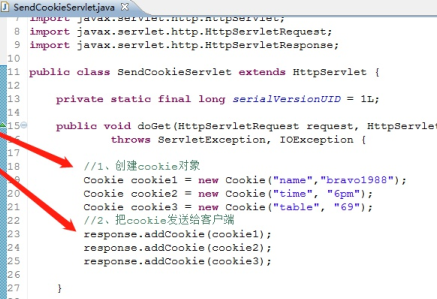 SendCookieServlet.java
7 import javax.servlet.http.HttpServlet;
8 import javax.servlet.http.HttpServletRequest;
9 import javax.servlet.http.HttpServletResponse;
10
11 public class SendCookieServlet extends HttpServlet {
12
13 private static final long serialVersionUID = 1L;
14
15 public void doGet(HttpServletRequest request, HttpServlet
16 throws ServletException, IOException {
17
18 //1、创建cookie对象
19 Cookie cookie1 = new Cookie("name","bravo1988");
20 Cookie cookie2 = new Cookie("time", "6pm");
21 Cookie cookie3 = new Cookie("table", "69");
22 //2、把cookie发送给客户端
23 response.addCookie(cookie1);
24 response.addCookie(cookie2);
25 response.addCookie(cookie3);
26
27 }